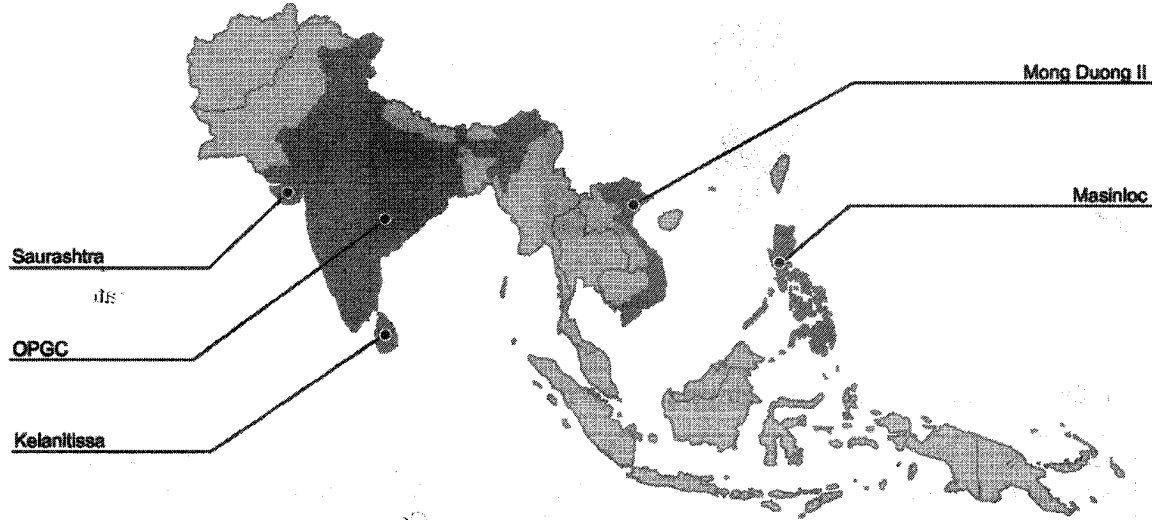 Mong Duong II
Masinloc
Saurashtra
OPGC
Kelanitissa